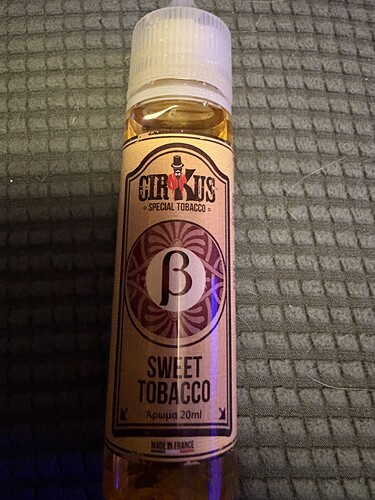 CIRKUS
SPECIAL TOBACCO
β
SWEET
TOBACCO
Άρωμα 20ml
MADE IN FRANCE